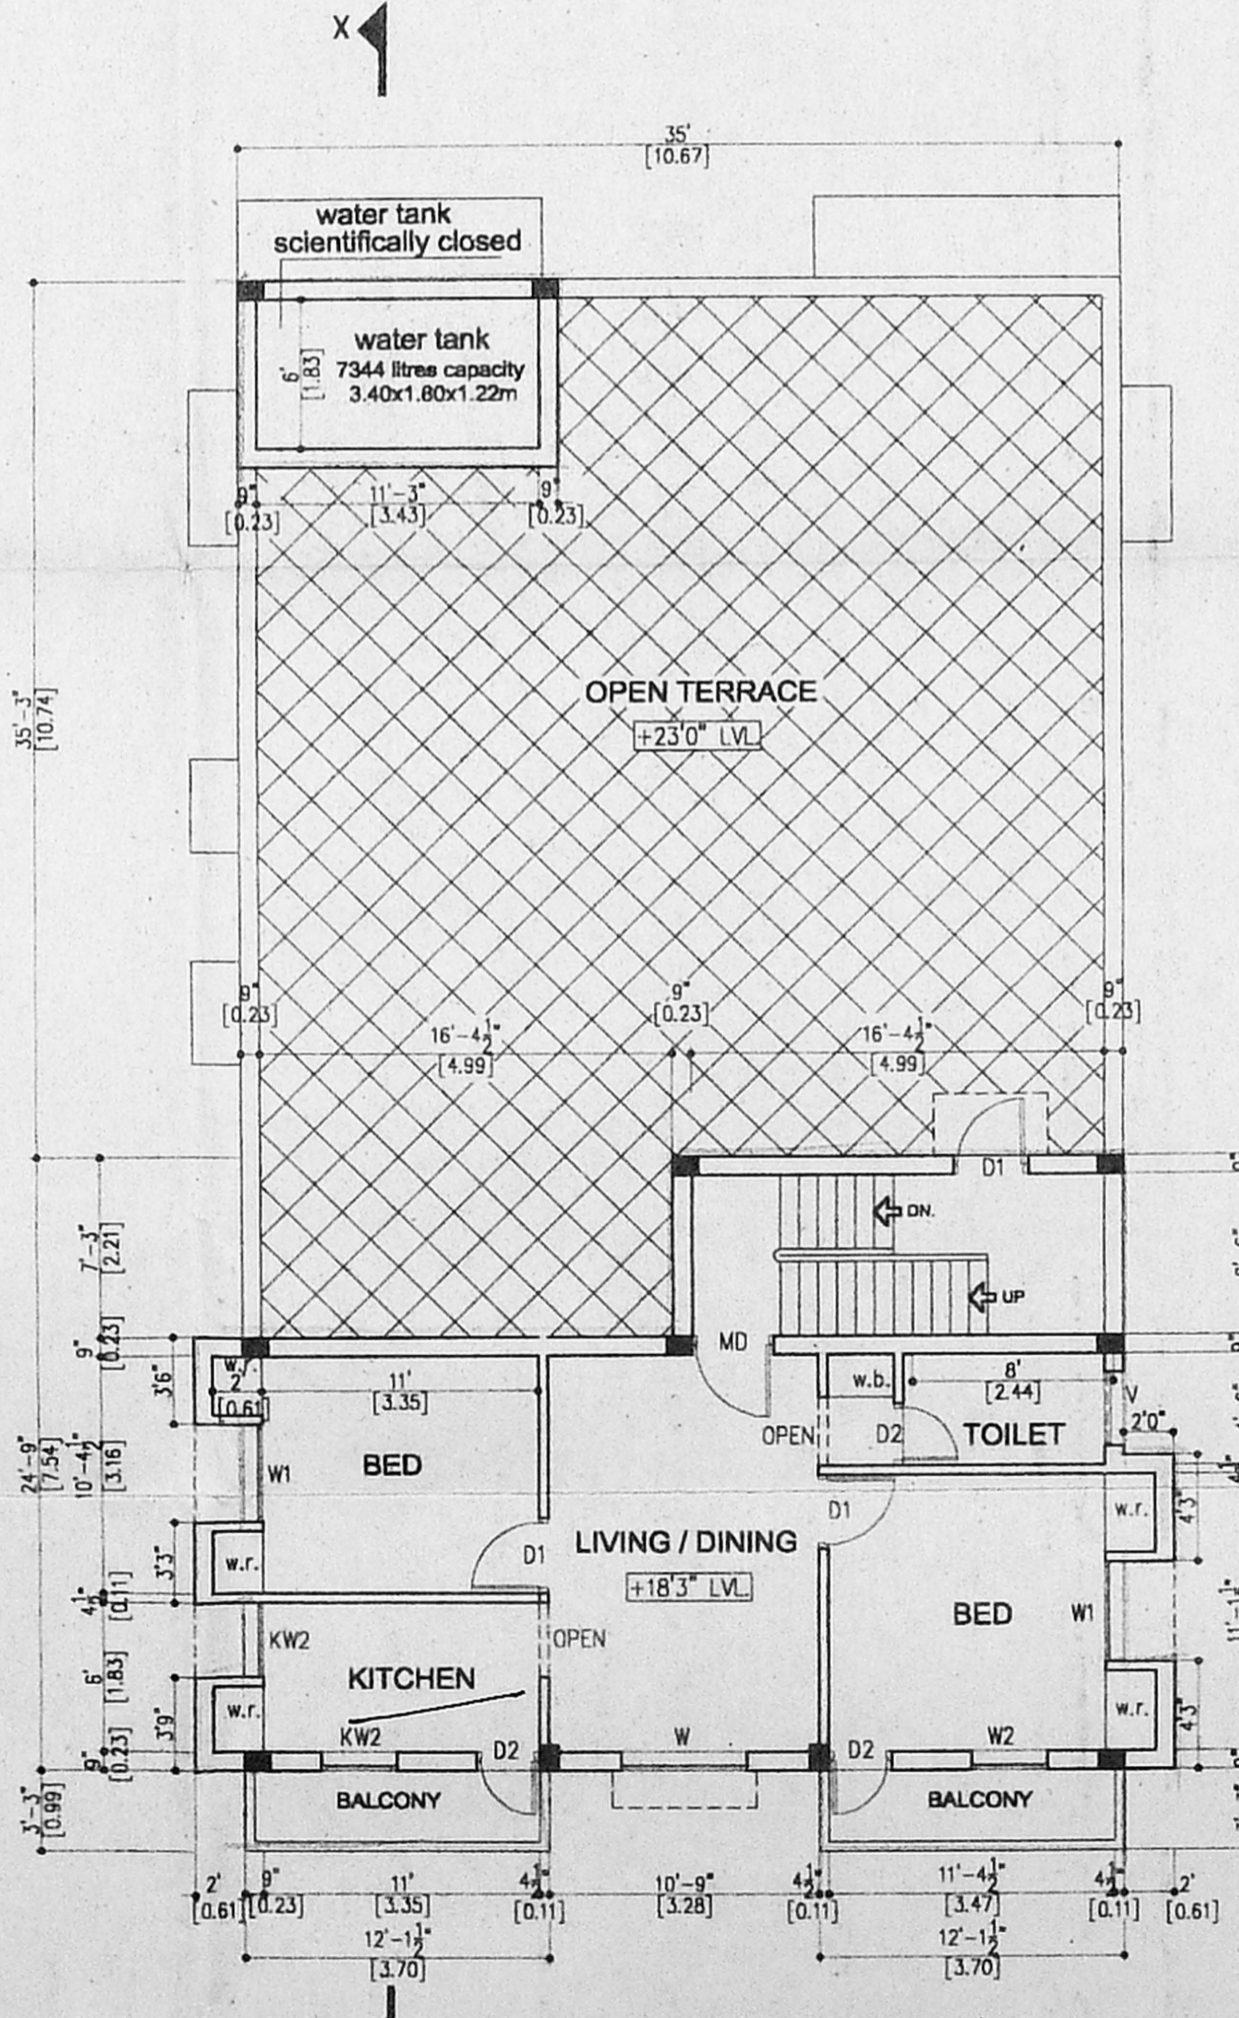 X
35'
[10.67]
water tank
scientifically closed
water tank
7344 litres capacity
3.40x1.80x1.22m
6'
[1.83]
9"
[0.23]
11'-3"
[3.43]
9"
[0.23]
35'-3"
[10.74]
OPEN TERRACE
+23'0" LVL.
9"
[0.23]
16'-4½"
[4.99]
9"
[0.23]
16'-4½"
[4.99]
9"
[0.23]
D1
DN.
UP
7'-3"
[2.21]
9"
[0.23]
MD
3'6"
w.r.
2'
[0.61]
11'
[3.35]
w.b.
8'
[2.44]
V
2'0"
OPEN
D2
TOILET
24'-9"
[7.54]
10'-4½"
[3.16]
W1
BED
D1
w.r.
4'3"
3'3"
w.r.
D1
LIVING / DINING
+18'3" LVL.
4½"
[0.11]
BED
W1
11'-1½"
KW2
OPEN
6'
[1.83]
KITCHEN
3'9"
w.r.
w.r.
4'3"
9"
[0.23]
KW2
D2
W
D2
W2
3'-3"
[0.99]
BALCONY
BALCONY
2'
[0.61]
9"
[0.23]
11'
[3.35]
4½"
[0.11]
10'-9"
[3.28]
4½"
[0.11]
11'-4½"
[3.47]
4½"
[0.11]
2'
[0.61]
12'-1½"
[3.70]
12'-1½"
[3.70]